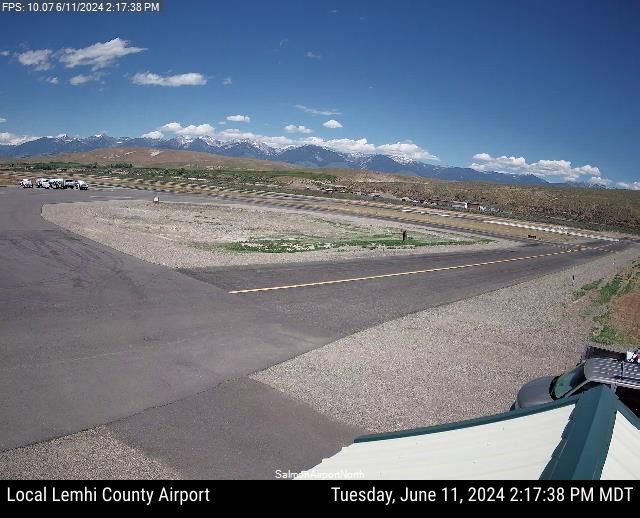 FPS: 10.07 6/11/2024 2:17:38 PM
SalmonAirportNorth
Local Lemhi County Airport Tuesday, June 11, 2024 2:17:38 PM MDT